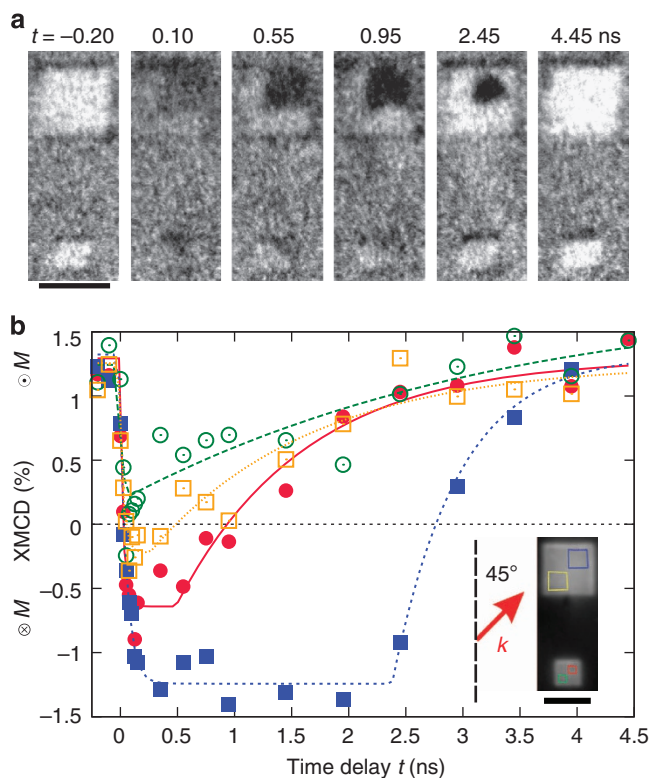 a
t = −0.20 0.10 0.55 0.95 2.45 4.45 ns
b
1.5
1
0.5
0
−0.5
−1
−1.5
⊙ M
XMCD (%)
⊗ M
45°
k
0 0.5 1 1.5 2 2.5 3 3.5 4 4.5
Time delay t (ns)